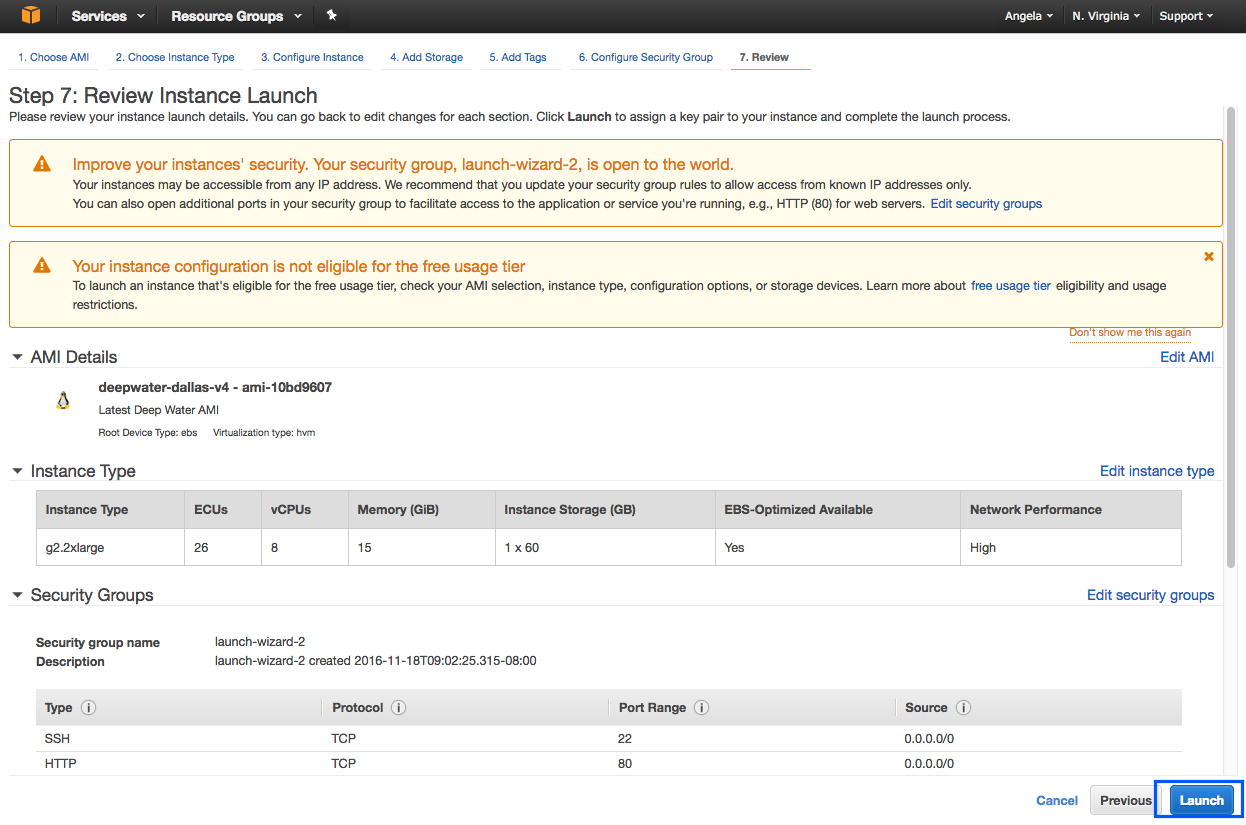 Services Resource Groups Angela N. Virginia Support
1. Choose AMI 2. Choose Instance Type 3. Configure Instance 4. Add Storage 5. Add Tags 6. Configure Security Group 7. Review
Step 7: Review Instance Launch
Please review your instance launch details. You can go back to edit changes for each section. Click Launch to assign a key pair to your instance and complete the launch process.
Improve your instances' security. Your security group, launch-wizard-2, is open to the world.
Your instances may be accessible from any IP address. We recommend that you update your security group rules to allow access from known IP addresses only.
You can also open additional ports in your security group to facilitate access to the application or service you're running, e.g., HTTP (80) for web servers. Edit security groups
Your instance configuration is not eligible for the free usage tier
To launch an instance that's eligible for the free usage tier, check your AMI selection, instance type, configuration options, or storage devices. Learn more about free usage tier eligibility and usage
restrictions.
Don't show me this again
AMI Details Edit AMI
deepwater-dallas-v4 - ami-10bd9607
Latest Deep Water AMI
Root Device Type: ebs Virtualization type: hvm
Instance Type Edit instance type
Instance Type ECUs vCPUs Memory (GiB) Instance Storage (GB) EBS-Optimized Available Network Performance
g2.2xlarge 26 8 15 1 x 60 Yes High
Security Groups Edit security groups
Security group name launch-wizard-2
Description launch-wizard-2 created 2016-11-18T09:02:25.315-08:00
Type i Protocol i Port Range i Source i
SSH TCP 22 0.0.0.0/0
HTTP TCP 80 0.0.0.0/0
Cancel Previous Launch